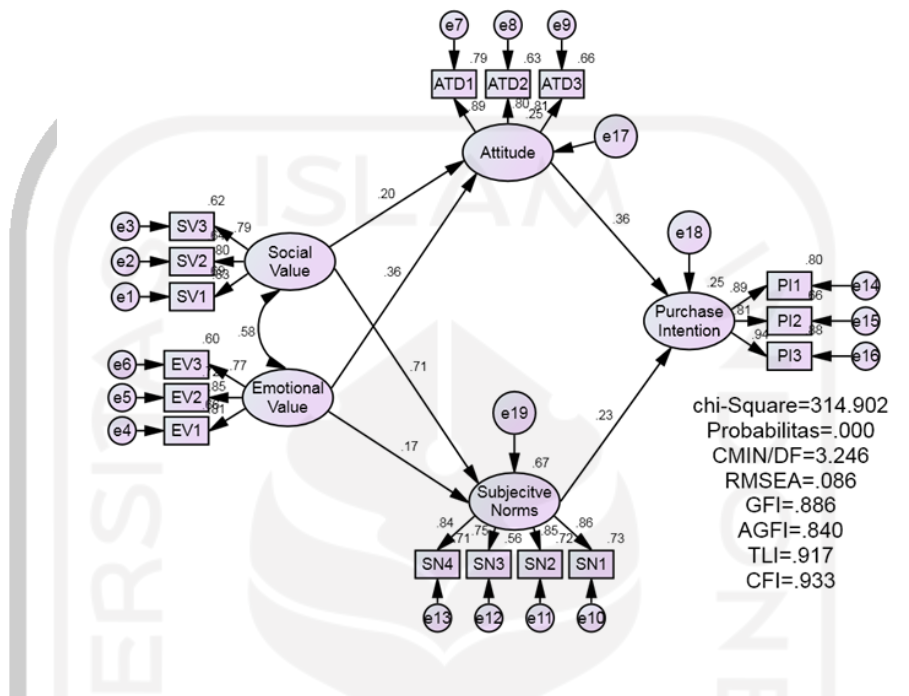 e7
e8
e9
.79
.63
.66
ATD1
ATD2
ATD3
.89
.80
.81
.25
e17
Attitude
ISLAM
.20
.36
.36
e18
.62
e3
SV3
.79
e2
SV2
.80
e1
SV1
.83
Social
Value
.58
.60
e6
EV3
.77
e5
EV2
.85
e4
EV1
.81
Emotional
Value
.71
.17
.25
Purchase
Intention
.89
.81
.94
.80
PI1
e14
.66
PI2
e15
.88
PI3
e16
.23
e19
.67
Subjecitve
Norms
.84
.71
.75
.56
.85
.72
.86
.73
SN4
SN3
SN2
SN1
e13
e12
e11
e10
chi-Square=314.902
Probabilitas=.000
CMIN/DF=3.246
RMSEA=.086
GFI=.886
AGFI=.840
TLI=.917
CFI=.933
ERSITAS